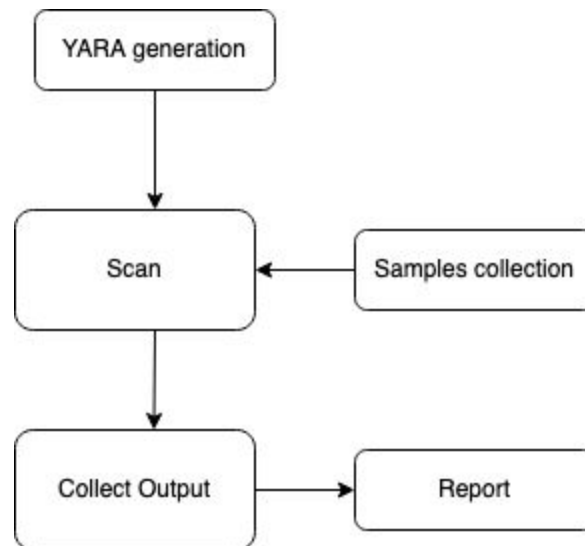 YARA generation
Scan
Samples collection
Collect Output
Report